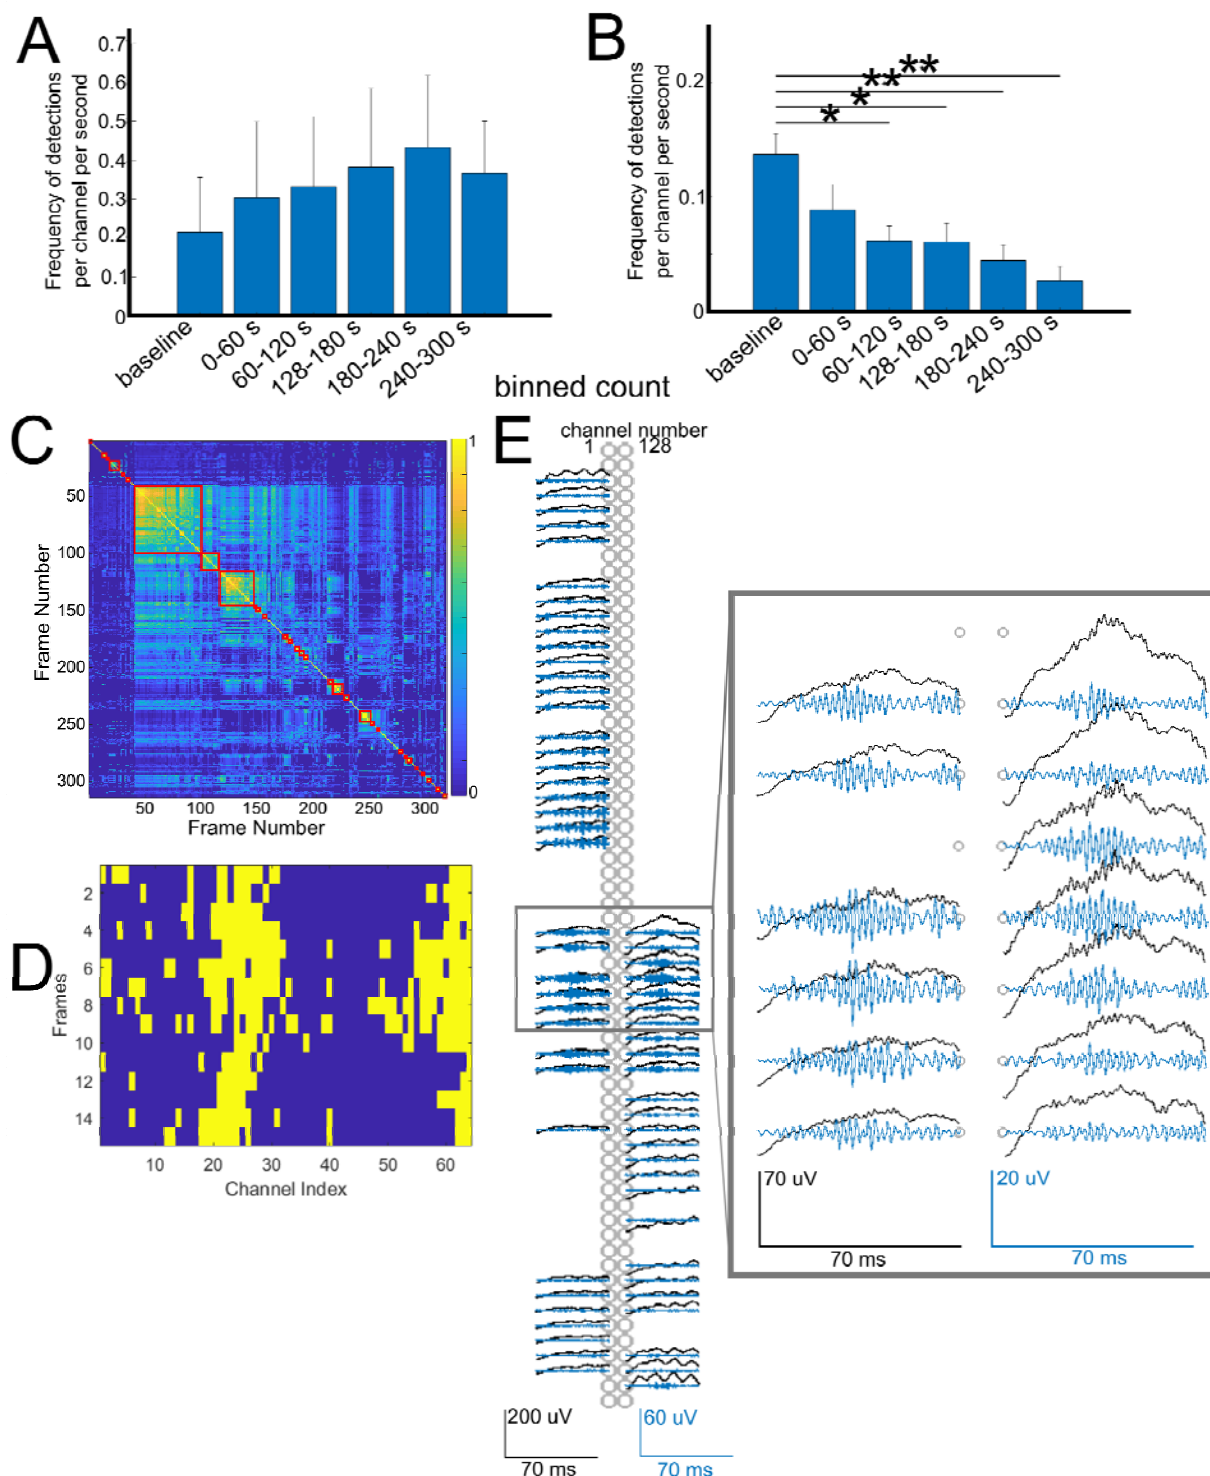 A
Frequency of detections
per channel per second
0.7
0.6
0.5
0.4
0.3
0.2
0.1
0
baseline
0-60 s
60-120 s
128-180 s
180-240 s
240-300 s
B
Frequency of detections
per channel per second
0.2
0.1
0
**
**
*
*
baseline
0-60 s
60-120 s
128-180 s
180-240 s
240-300 s
binned count
C
Frame Number
50
100
150
200
250
300
50 100 150 200 250 300
Frame Number
1
0
D
Frames
2
4
6
8
10
12
14
10 20 30 40 50 60
Channel Index
E
channel number
1 128
200 uV
70 ms
60 uV
70 ms
70 uV
70 ms
20 uV
70 ms